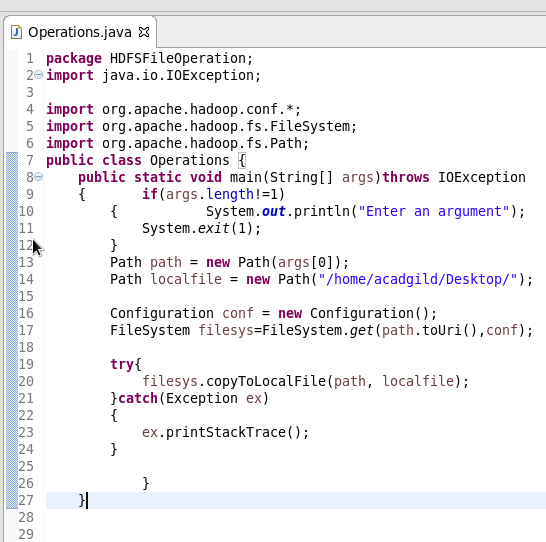 Operations.java
1 package HDFSFileOperation;
2 import java.io.IOException;
3
4 import org.apache.hadoop.conf.*;
5 import org.apache.hadoop.fs.FileSystem;
6 import org.apache.hadoop.fs.Path;
7 public class Operations {
8 public static void main(String[] args)throws IOException
9 { if(args.length!=1)
10 { System.out.println("Enter an argument");
11 System.exit(1);
12 }
13 Path path = new Path(args[0]);
14 Path localfile = new Path("/home/acadgild/Desktop/");
15
16 Configuration conf = new Configuration();
17 FileSystem filesys=FileSystem.get(path.toUri(),conf);
18
19 try{
20 filesys.copyToLocalFile(path, localfile);
21 }catch(Exception ex)
22 {
23 ex.printStackTrace();
24 }
25
26 }
27 }
28
29